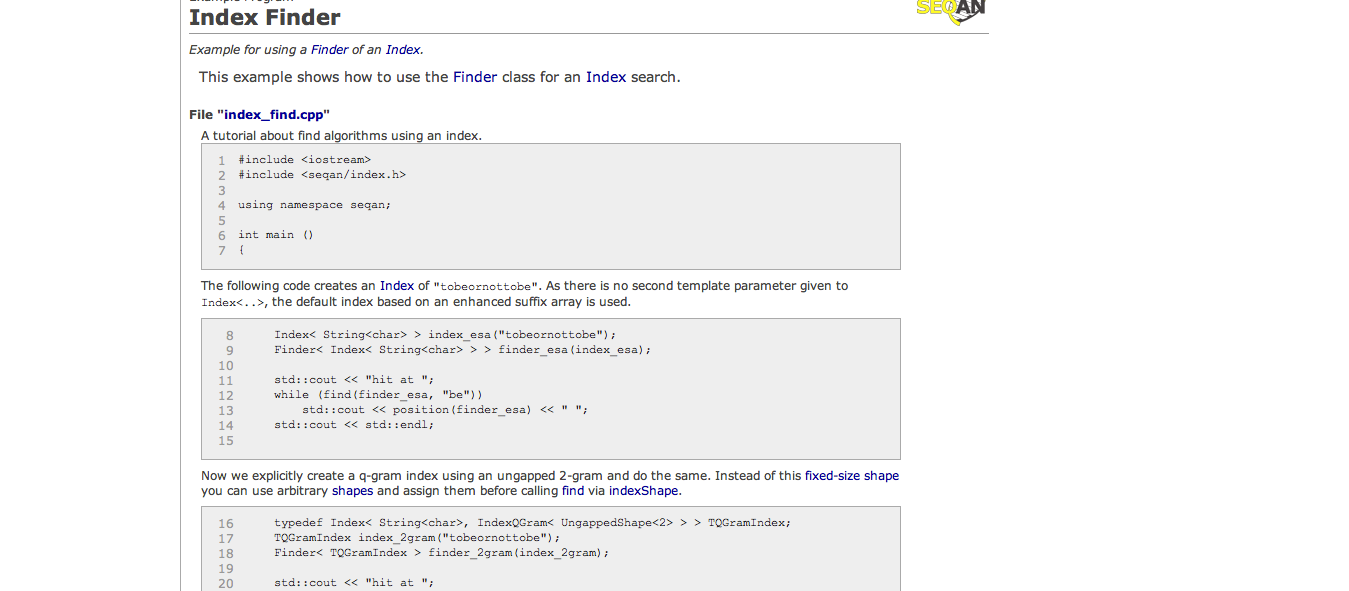 Index Finder
SEQAN
Example for using a Finder of an Index.
This example shows how to use the Finder class for an Index search.
File "index_find.cpp"
A tutorial about find algorithms using an index.
1 #include <iostream>
2 #include <seqan/index.h>
3
4 using namespace seqan;
5
6 int main ()
7 {
The following code creates an Index of "tobeornottobe". As there is no second template parameter given to
Index<..>, the default index based on an enhanced suffix array is used.
8 Index< String<char> > index_esa("tobeornottobe");
9 Finder< Index< String<char> > > finder_esa(index_esa);
10
11 std::cout << "hit at ";
12 while (find(finder_esa, "be"))
13 std::cout << position(finder_esa) << " ";
14 std::cout << std::endl;
15
Now we explicitly create a q-gram index using an ungapped 2-gram and do the same. Instead of this fixed-size shape
you can use arbitrary shapes and assign them before calling find via indexShape.
16 typedef Index< String<char>, IndexQGram< UngappedShape<2> > > TQGramIndex;
17 TQGramIndex index_2gram("tobeornottobe");
18 Finder< TQGramIndex > finder_2gram(index_2gram);
19
20 std::cout << "hit at ";